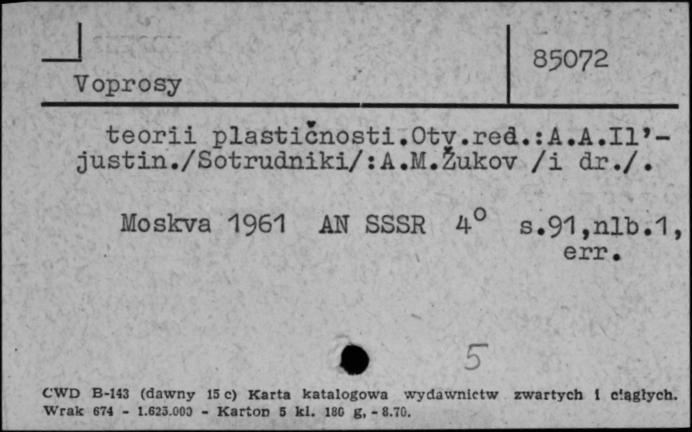 85072
Voprosy
teorii plastičnosti.Otv.red.:A.A.Il'-
justin./Sotrudniki/:A.M.Žukov /i dr./.
Moskva 1961 AN SSSR 4° s.91,nlb.1,
err.
5
CWD B-143 (dawny 15 c) Karta katalogowa wydawnictw zwartych i ciągłych.
Wrak 674 - 1.625.000 - Karton 5 kl. 180 g, - 8.70.